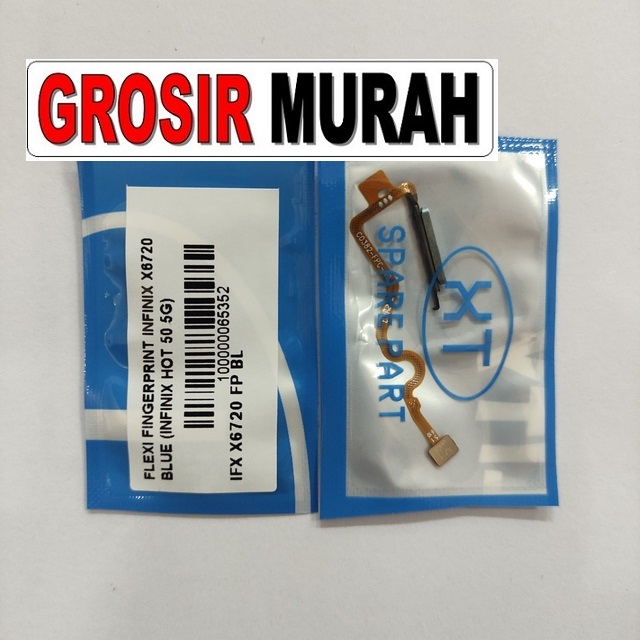 GROSIR MURAH
FLEXI FINGERPRINT INFINIX X6720
BLUE (INFINIX HOT 50 5G)
100000065352
IFX X6720 FP BL
SPAREPART
XT